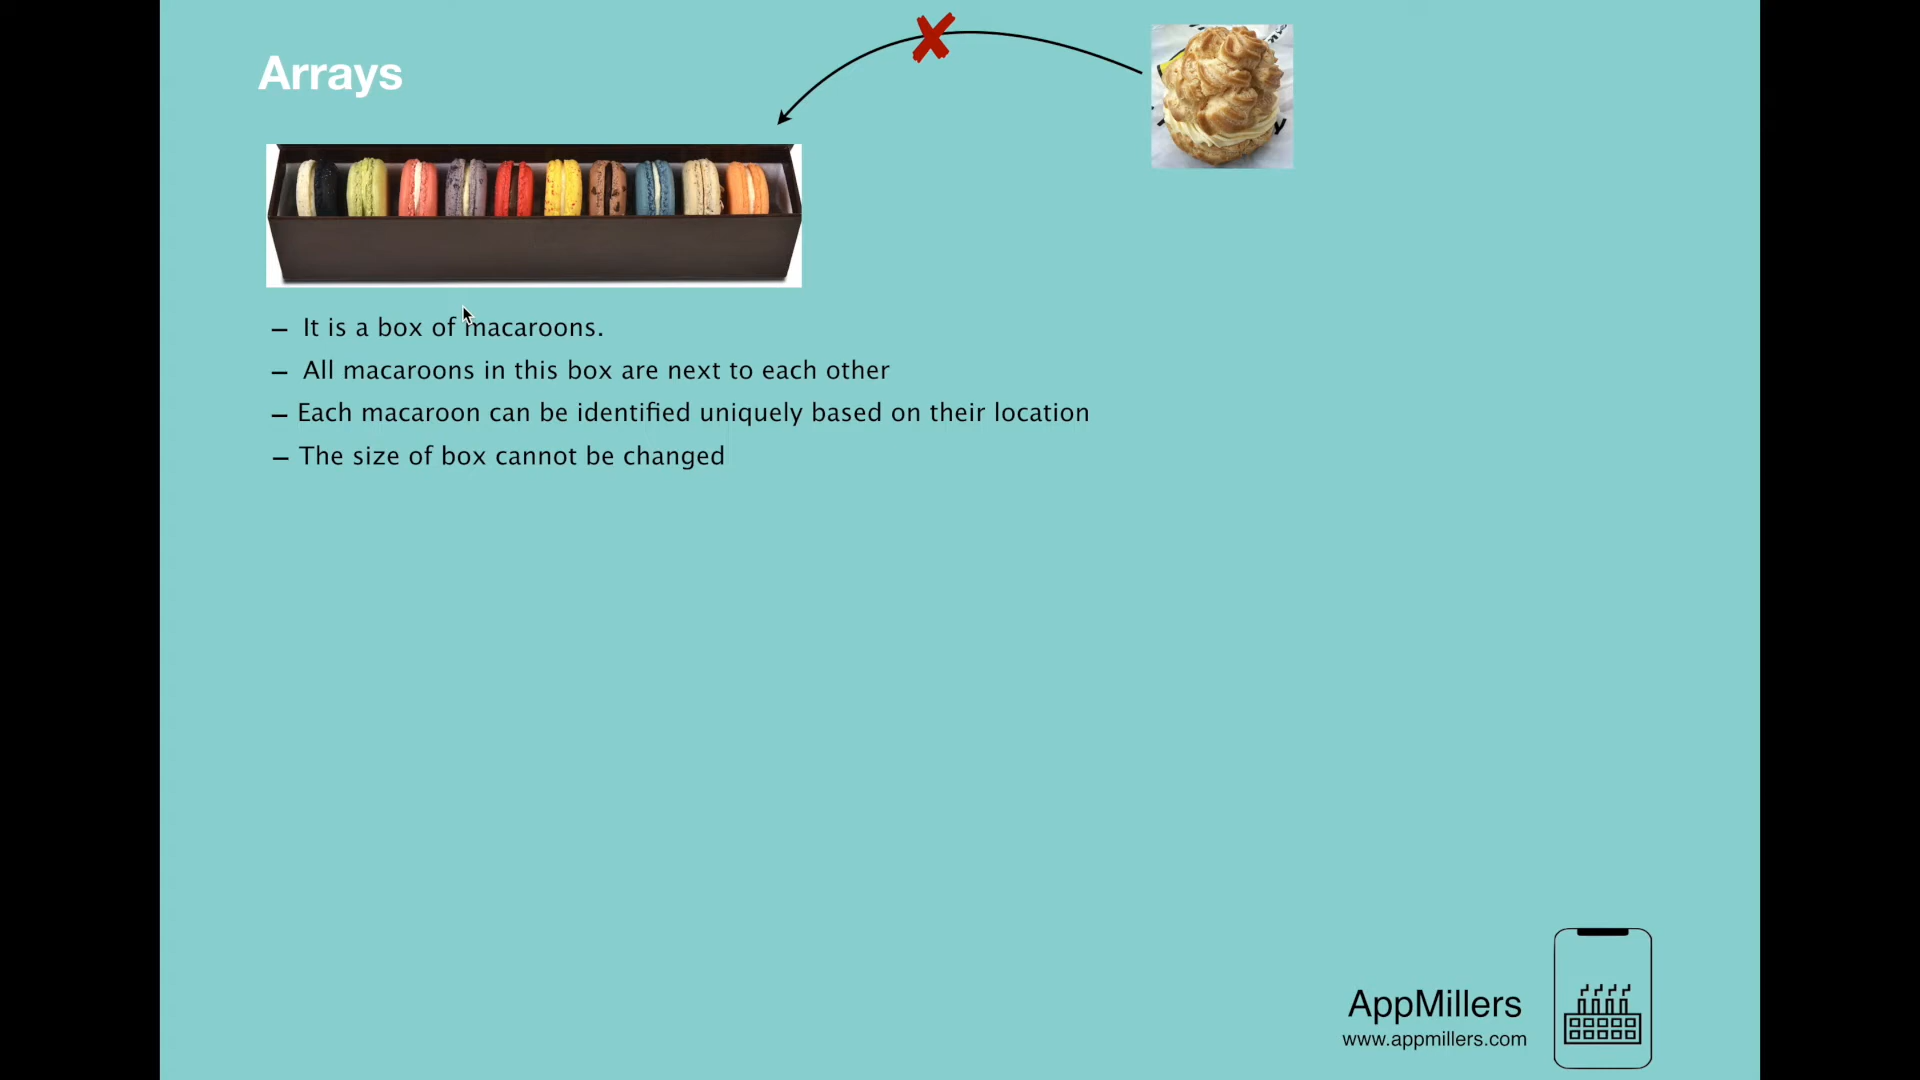 Arrays
– It is a box of macaroons.
– All macaroons in this box are next to each other
– Each macaroon can be identified uniquely based on their location
– The size of box cannot be changed
AppMillers
www.appmillers.com